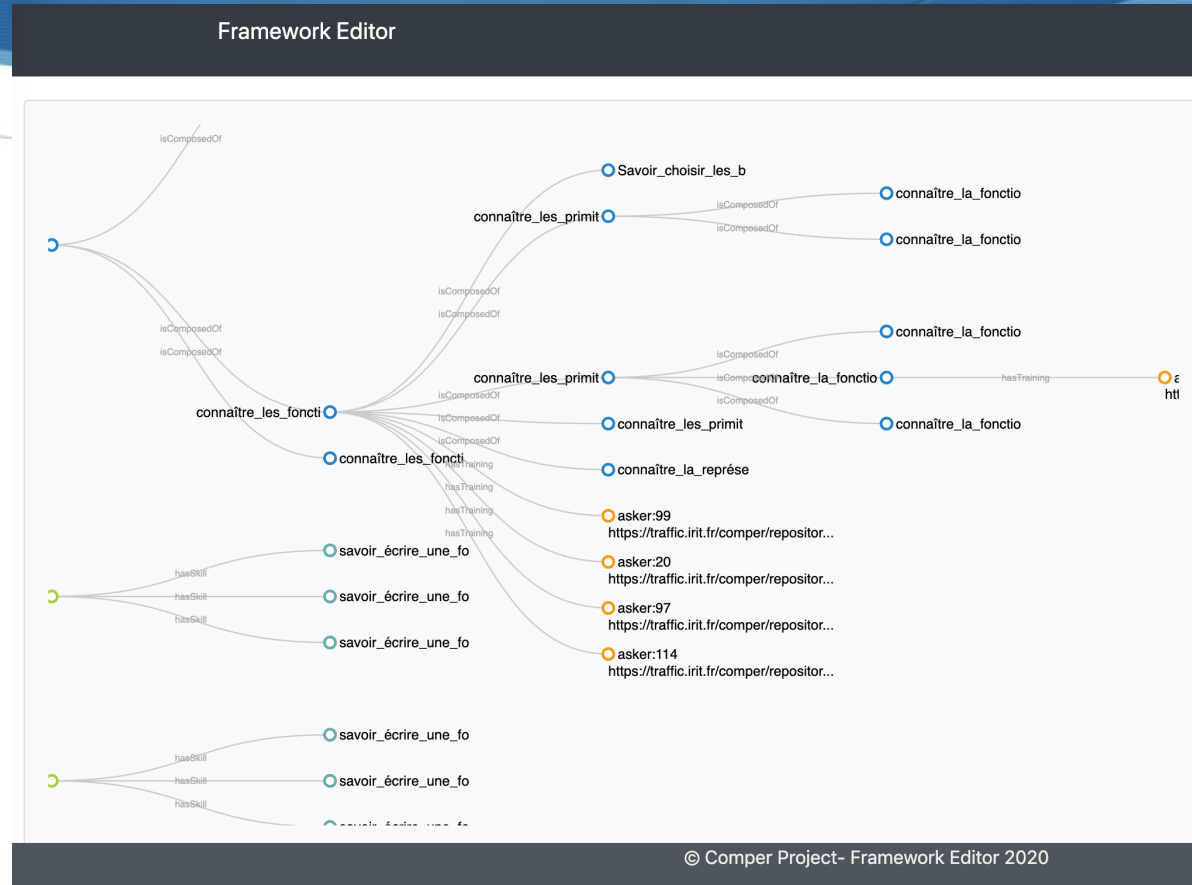 Framework Editor
isComposedOf
Savoir_choisir_les_b
connaître_la_fonctio
isComposedOf
connaître_les_primit
isComposedOf
connaître_la_fonctio
isComposedOf
isComposedOf
isComposedOf
connaître_la_fonctio
isComposedOf
isComposedOf
connaître_les_primit
connaître_la_fonctio
hasTraining
isComposedOf
isComposedOf
connaître_les_foncti
isComposedOf
connaître_les_primit
connaître_la_fonctio
isComposedOf
connaître_les_foncti
hasTraining
connaître_la_représe
hasTraining
hasTraining
hasTraining
asker:99
https://traffic.irit.fr/comper/repositor...
asker:20
https://traffic.irit.fr/comper/repositor...
asker:97
https://traffic.irit.fr/comper/repositor...
asker:114
https://traffic.irit.fr/comper/repositor...
savoir_écrire_une_fo
hasSkill
hasSkill
savoir_écrire_une_fo
hasSkill
savoir_écrire_une_fo
savoir_écrire_une_fo
hasSkill
hasSkill
savoir_écrire_une_fo
hasSkill
© Comper Project- Framework Editor 2020